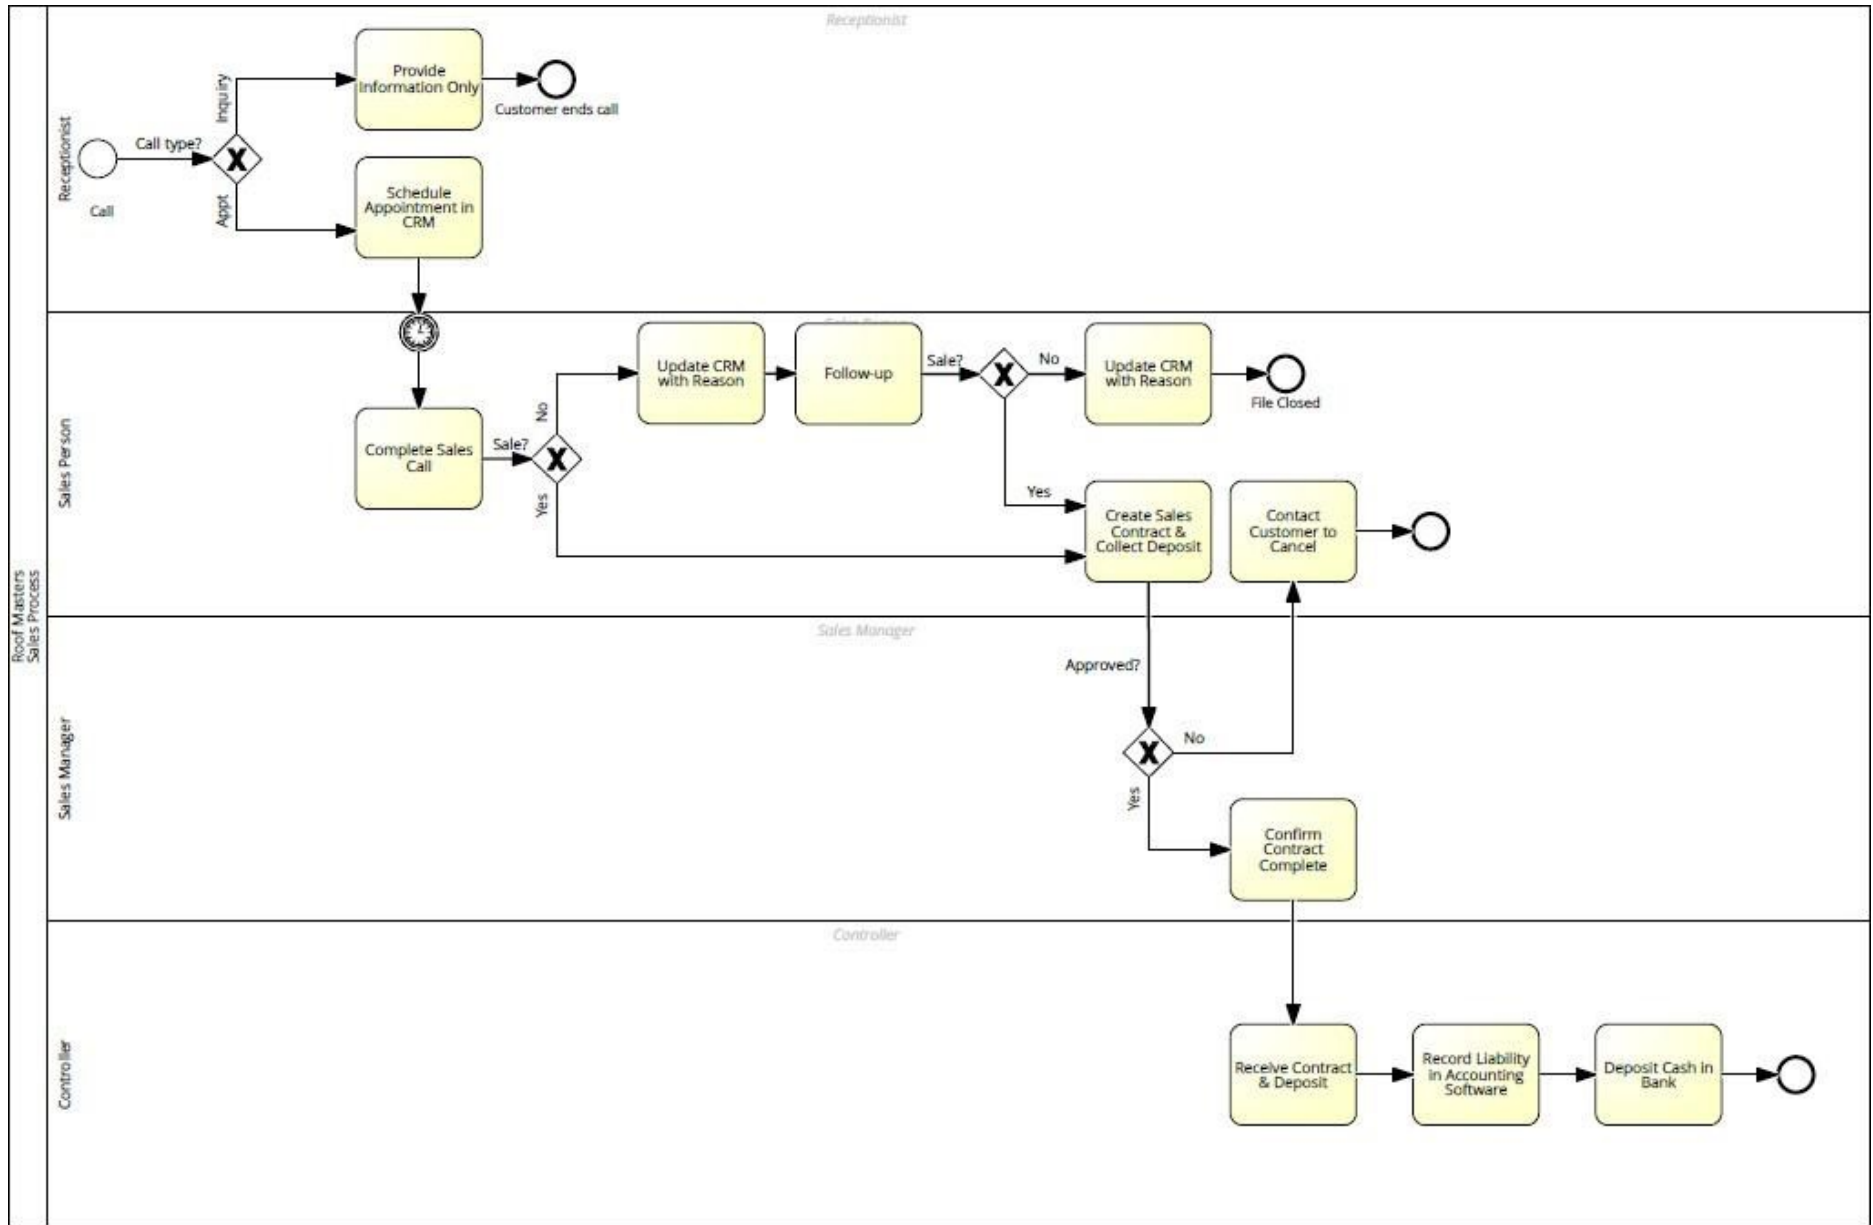 Roof Masters
Sales Process
Receptionist
Receptionist
Call
Call type?
Inquiry
Appt
Provide
Information Only
Customer ends call
Schedule
Appointment in
CRM
Sales Person
Complete Sales
Call
Sale?
No
Yes
Update CRM
with Reason
Follow-up
Sale?
No
Yes
Update CRM
with Reason
File Closed
Create Sales
Contract &
Collect Deposit
Contact
Customer to
Cancel
Sales Manager
Sales Manager
Approved?
No
Yes
Confirm
Contract
Complete
Controller
Controller
Receive Contract
& Deposit
Record Liability
in Accounting
Software
Deposit Cash in
Bank